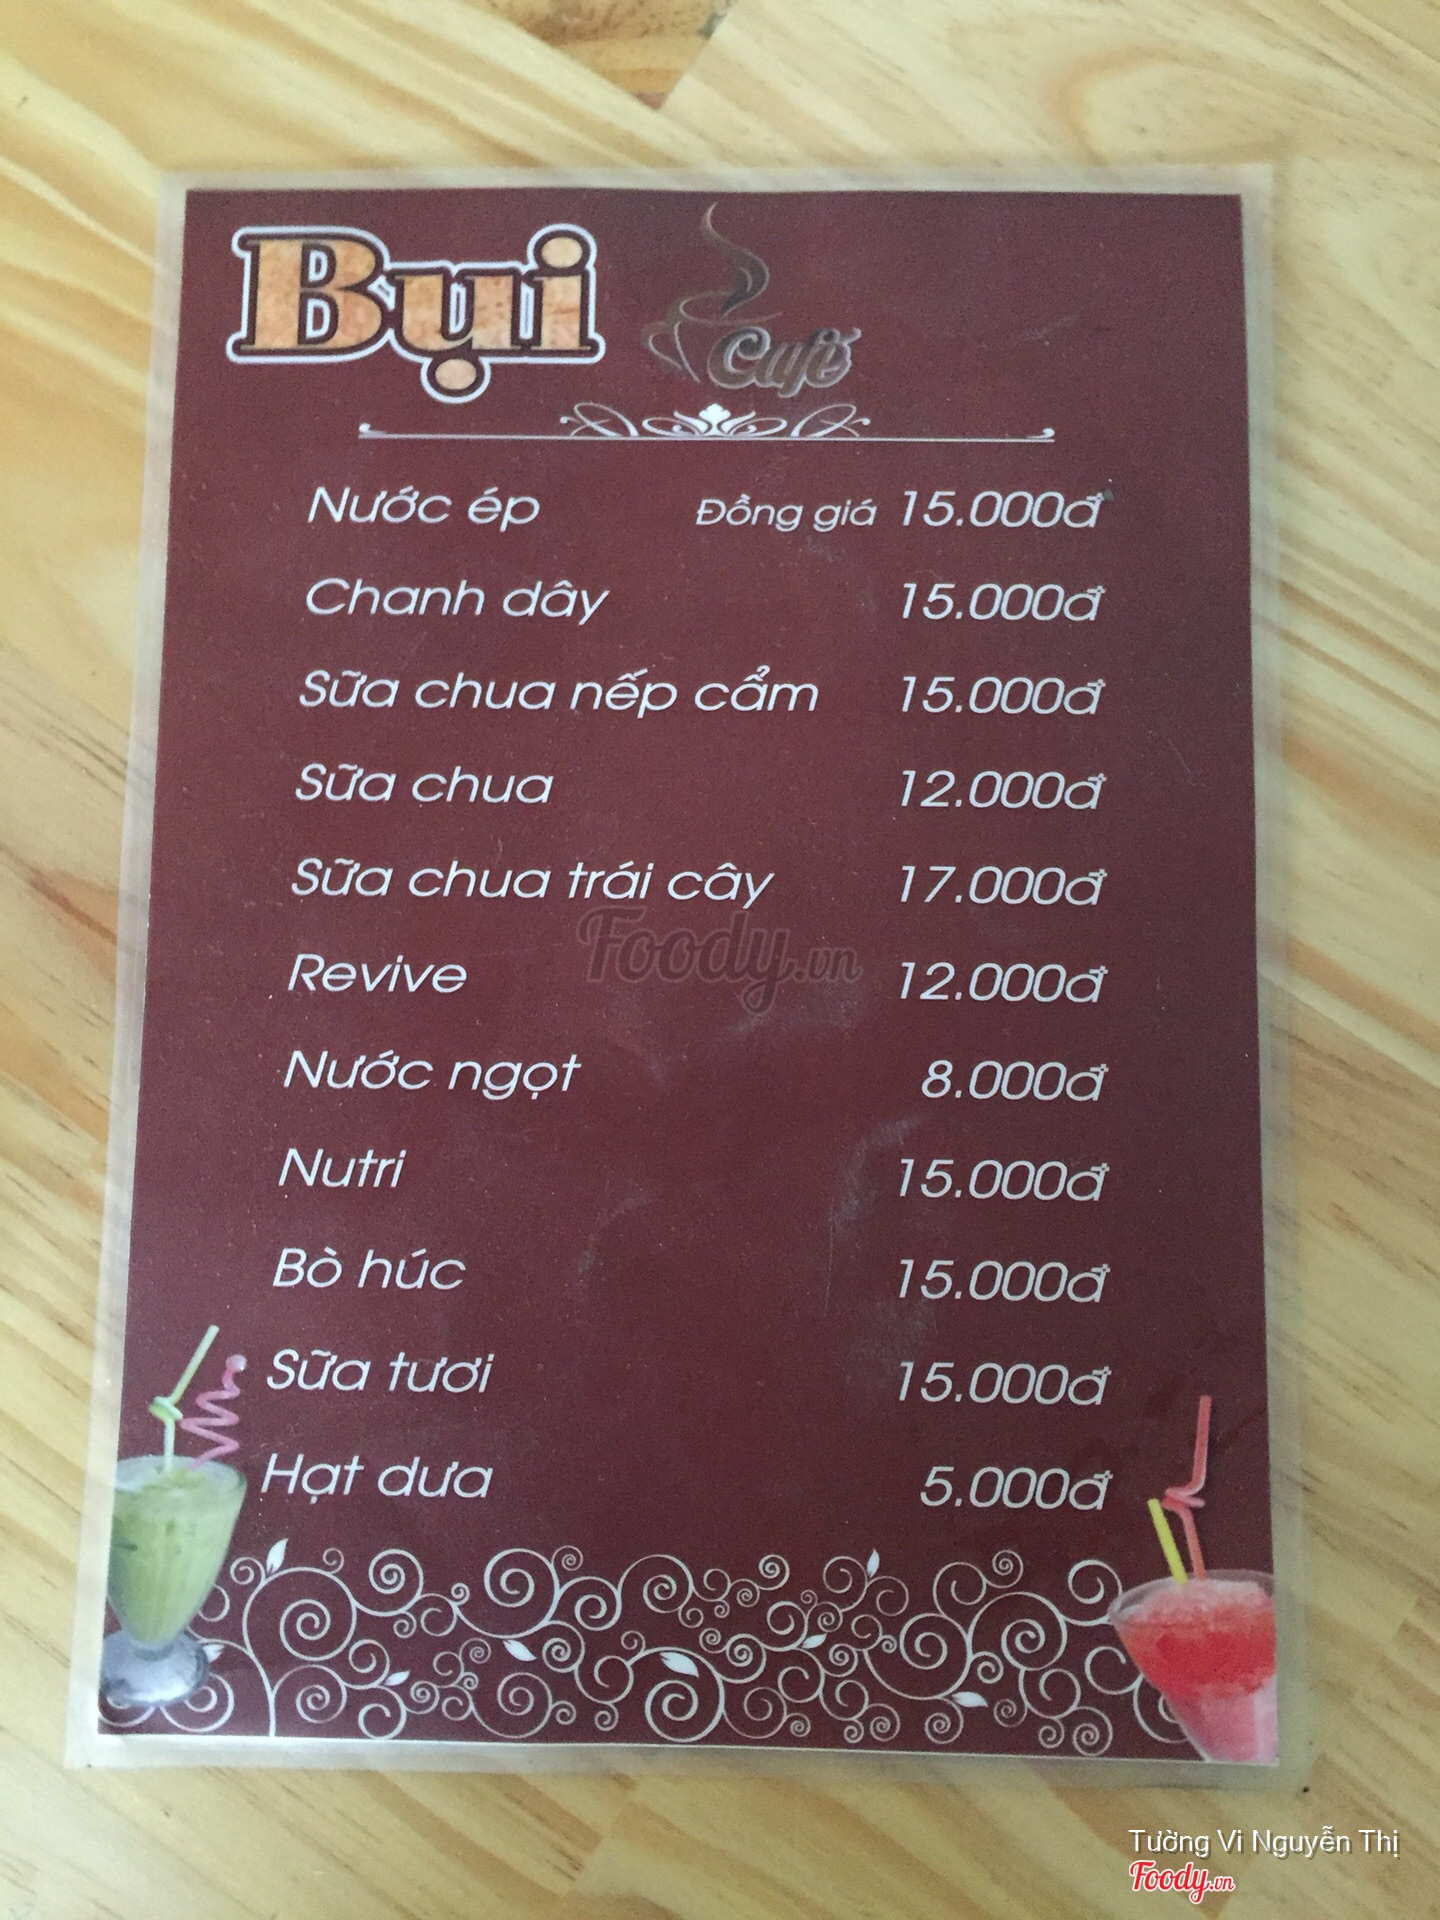 Bụi
Café
Nước ép Đồng giá 15.000đ
Chanh dây 15.000đ
Sữa chua nếp cẩm 15.000đ
Sữa chua 12.000đ
Sữa chua trái cây 17.000đ
Foody.vn
Revive 12.000đ
Nước ngọt 8.000đ
Nutri 15.000đ
Bò húc 15.000đ
Sữa tươi 15.000đ
Hạt dưa 5.000đ
Tường Vi Nguyễn Thị
Foody.vn